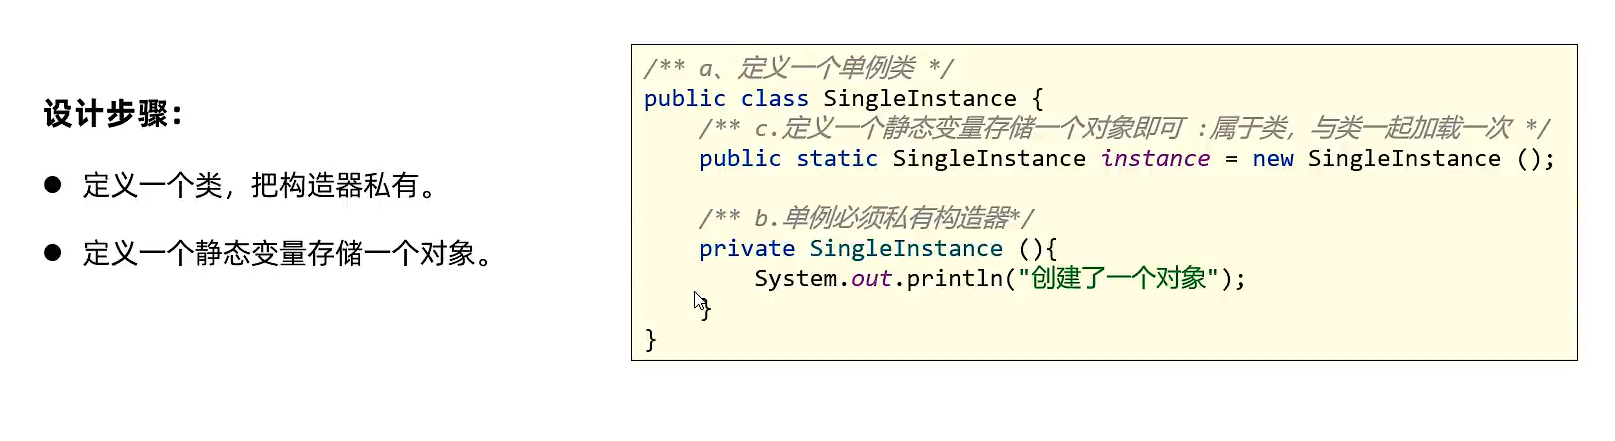 设计步骤：
● 定义一个类，把构造器私有。
● 定义一个静态变量存储一个对象。
/** a、定义一个单例类 */
public class SingleInstance {
/** c.定义一个静态变量存储一个对象即可 :属于类，与类一起加载一次 */
public static SingleInstance instance = new SingleInstance ();
/** b.单例必须私有构造器*/
private SingleInstance (){
System.out.println("创建了一个对象");
}
}